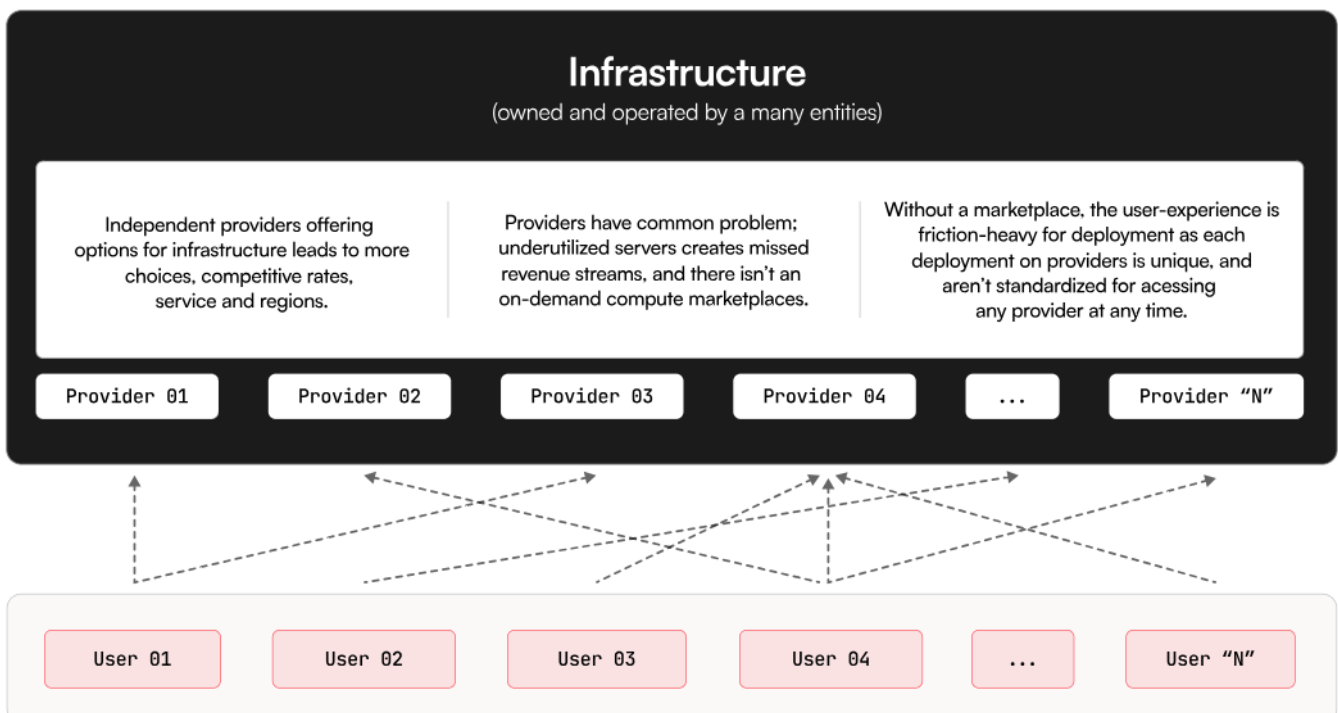 Infrastructure
(owned and operated by a many entities)
Independent providers offering
options for infrastructure leads to more
choices, competitive rates,
service and regions.
Providers have common problem;
underutilized servers creates missed
revenue streams, and there isn't an
on-demand compute marketplaces.
Without a marketplace, the user-experience is
friction-heavy for deployment as each
deployment on providers is unique, and
aren't standardized for acessing
any provider at any time.
Provider 01
Provider 02
Provider 03
Provider 04
...
Provider “N”
User 01
User 02
User 03
User 04
...
User “N”